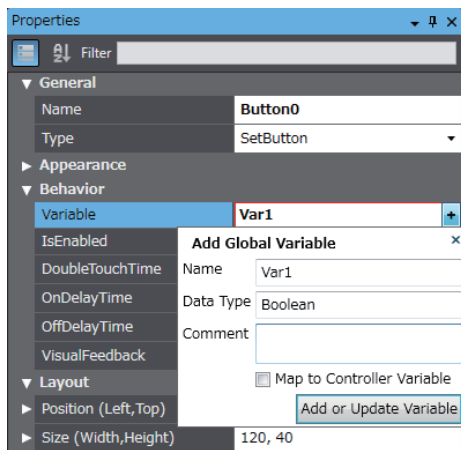 Properties
Filter
General
Name Button0
Type SetButton
Appearance
Behavior
Variable Var1 +
IsEnabled
Add Global Variable
DoubleTouchTime
Name Var1
OnDelayTime
Data Type Boolean
OffDelayTime
Comment
VisualFeedback
Layout
Map to Controller Variable
Position (Left,Top)
Add or Update Variable
Size (Width,Height) 120, 40